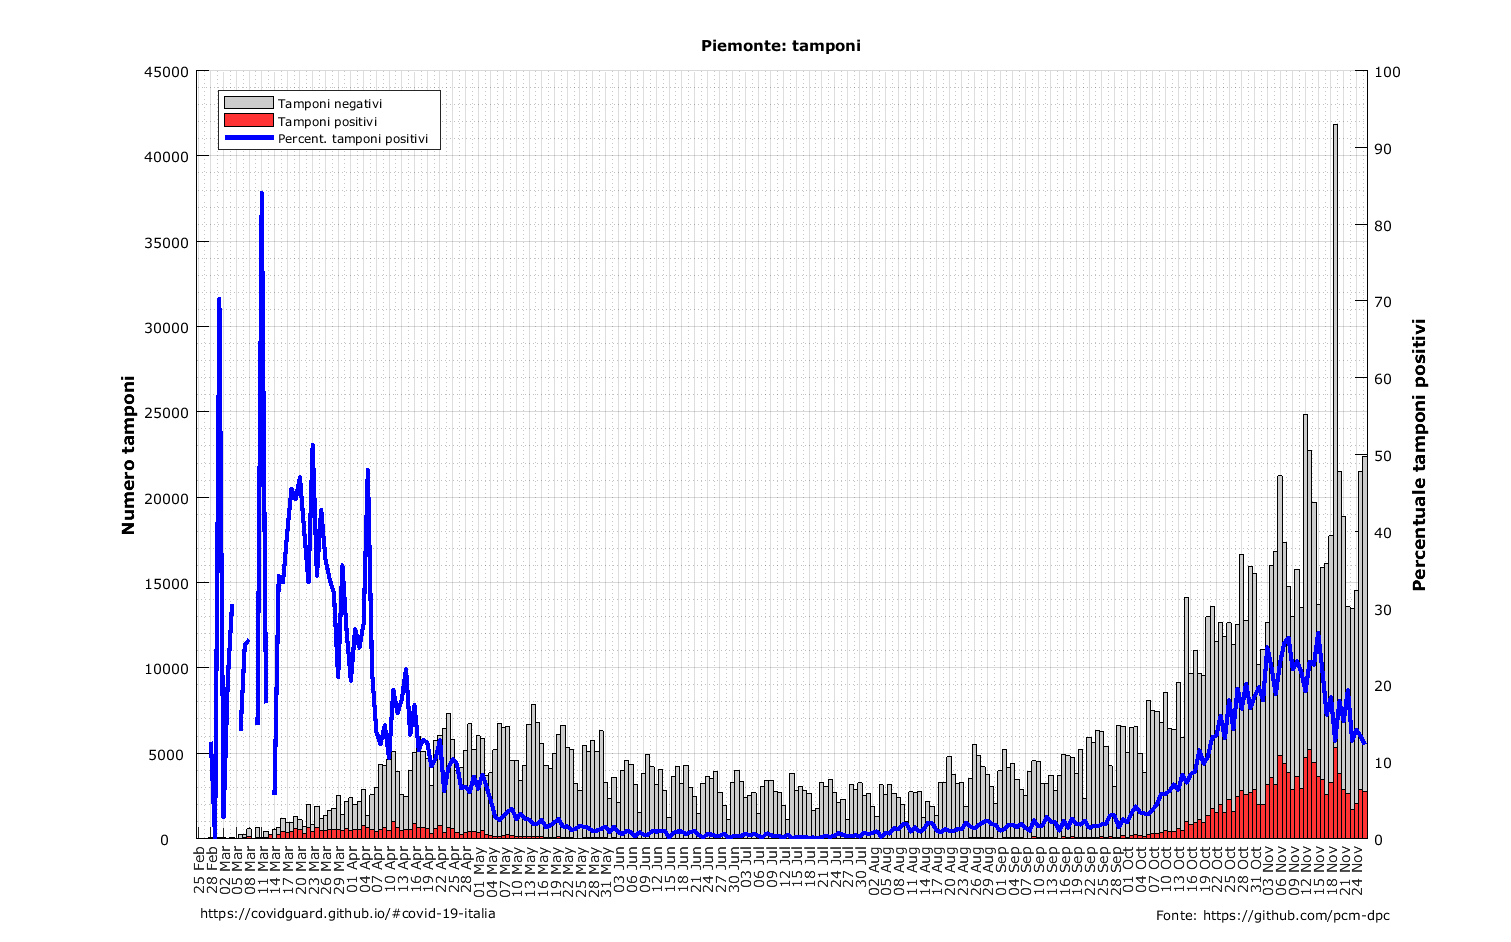 Piemonte: tamponi
45000
40000
35000
30000
25000
20000
15000
10000
5000
0
Numero tamponi
Tamponi negativi
Tamponi positivi
Percent. tamponi positivi
100
90
80
70
60
50
40
30
20
10
0
Percentuale tamponi positivi
25 Feb
28 Feb
02 Mar
05 Mar
08 Mar
11 Mar
14 Mar
17 Mar
20 Mar
23 Mar
26 Mar
29 Mar
01 Apr
04 Apr
07 Apr
10 Apr
13 Apr
16 Apr
19 Apr
22 Apr
25 Apr
28 Apr
01 May
04 May
07 May
10 May
13 May
16 May
19 May
22 May
25 May
28 May
31 May
03 Jun
06 Jun
09 Jun
12 Jun
15 Jun
18 Jun
21 Jun
24 Jun
27 Jun
30 Jun
03 Jul
06 Jul
09 Jul
12 Jul
15 Jul
18 Jul
21 Jul
24 Jul
27 Jul
30 Jul
02 Aug
05 Aug
08 Aug
11 Aug
14 Aug
17 Aug
20 Aug
23 Aug
26 Aug
29 Aug
01 Sep
04 Sep
07 Sep
10 Sep
13 Sep
16 Sep
19 Sep
22 Sep
25 Sep
28 Sep
01 Oct
04 Oct
07 Oct
10 Oct
13 Oct
16 Oct
19 Oct
22 Oct
25 Oct
28 Oct
31 Oct
03 Nov
06 Nov
09 Nov
12 Nov
15 Nov
18 Nov
21 Nov
24 Nov
https://covidguard.github.io/#covid-19-italia
Fonte: https://github.com/pcm-dpc